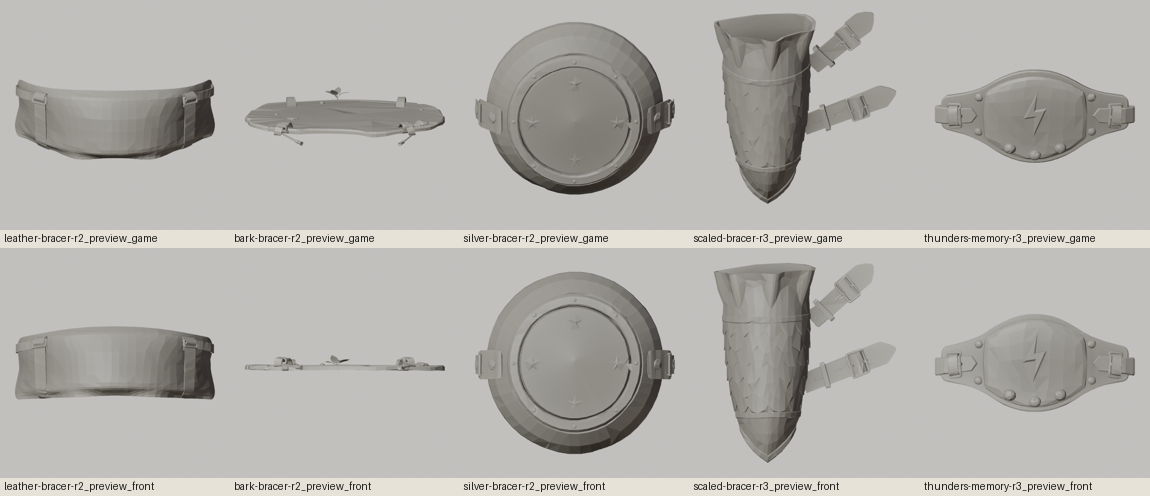 leather-bracer-r2_preview_game
bark-bracer-r2_preview_game
silver-bracer-r2_preview_game
scaled-bracer-r3_preview_game
thunders-memory-r3_preview_game
leather-bracer-r2_preview_front
bark-bracer-r2_preview_front
silver-bracer-r2_preview_front
scaled-bracer-r3_preview_front
thunders-memory-r3_preview_front